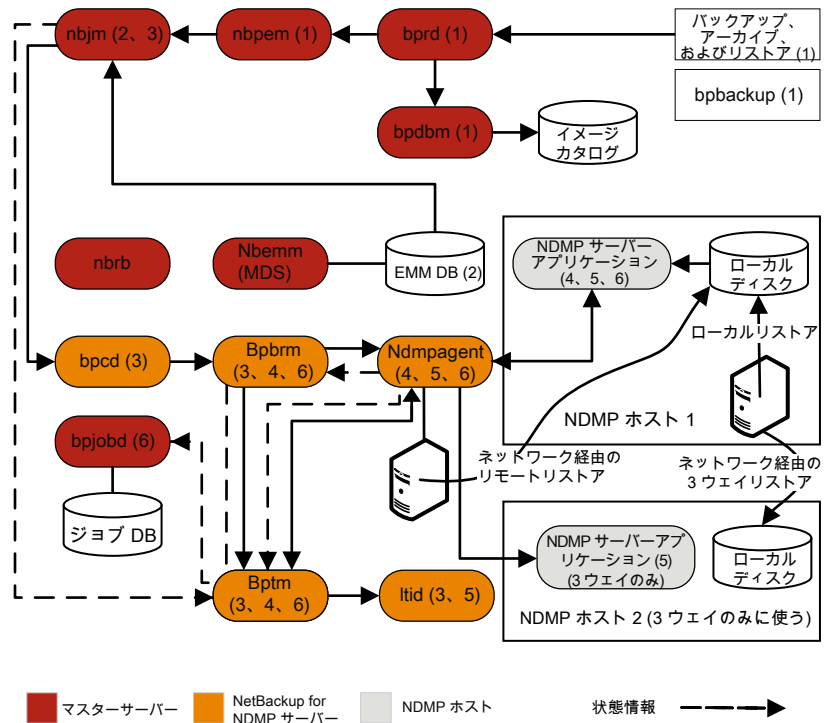 nbjm (2、3)
nbpem (1)
bprd (1)
バックアップ、
アーカイブ、
およびリストア (1)
bpbackup (1)
bpdbm (1)
イメージ
カタログ
nbrb
Nbemm
(MDS)
EMM DB (2)
NDMP サーバー
アプリケーション
(4、5、6)
ローカル
ディスク
ローカルリストア
bpcd (3)
Bpbrm
(3、4、6)
Ndmpagent
(4、5、6)
NDMP ホスト 1
bpjobd (6)
ジョブ DB
ネットワーク経由の
リモートリストア
ネットワーク経由の
3 ウェイリストア
NDMP サーバーアプ
リケーション (5)
(3 ウェイのみ)
ローカル
ディスク
Bptm
(3、4、6)
ltid (3、5)
NDMP ホスト 2 (3 ウェイのみに使う)
マスターサーバー
NetBackup for
NDMP サーバー
NDMP ホスト
状態情報